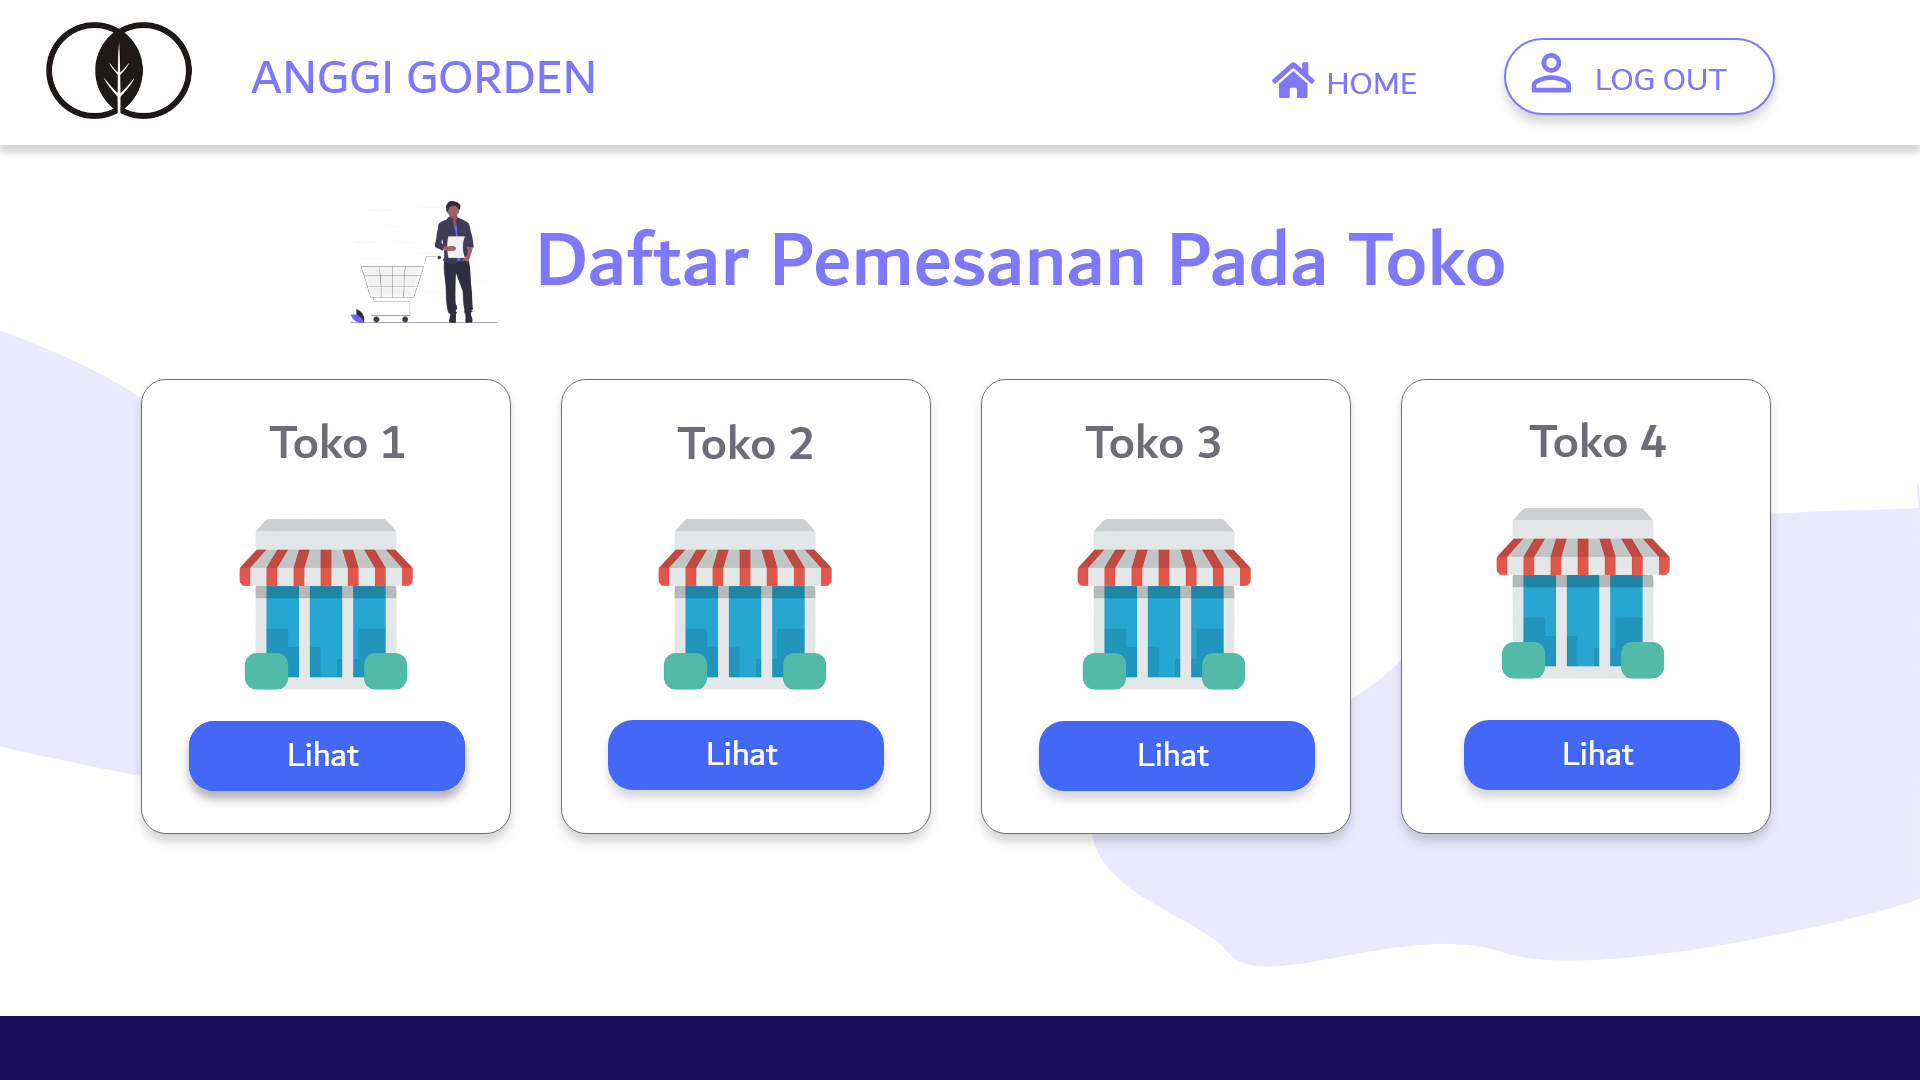 ANGGI GORDEN
HOME
LOG OUT
Daftar Pemesanan Pada Toko
Toko 1
Toko 2
Toko 3
Toko 4
Lihat
Lihat
Lihat
Lihat